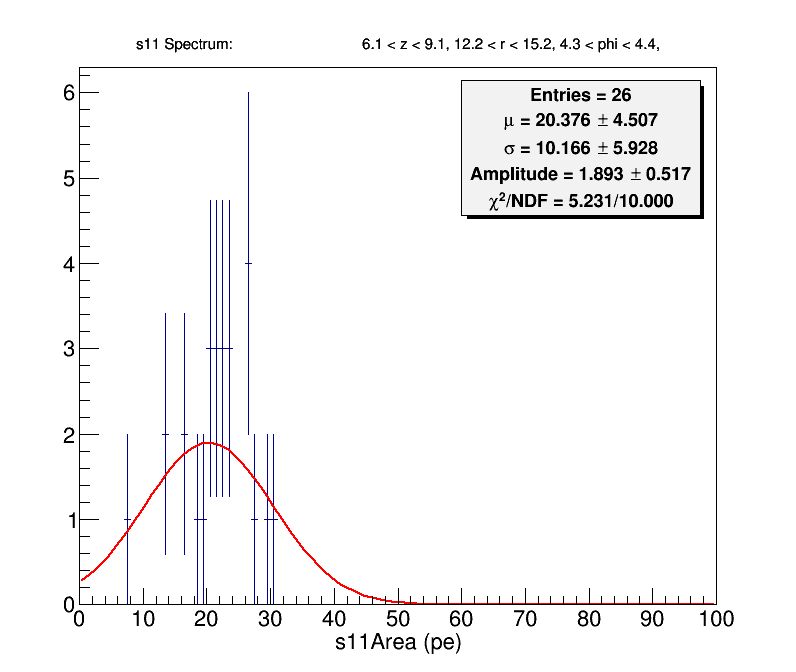 s11 Spectrum: 6.1 < z < 9.1, 12.2 < r < 15.2, 4.3 < phi < 4.4,
Entries = 26
μ = 20.376 ± 4.507
σ = 10.166 ± 5.928
Amplitude = 1.893 ± 0.517
χ²/NDF = 5.231/10.000
6
5
4
3
2
1
0
0 10 20 30 40 50 60 70 80 90 100
s11Area (pe)